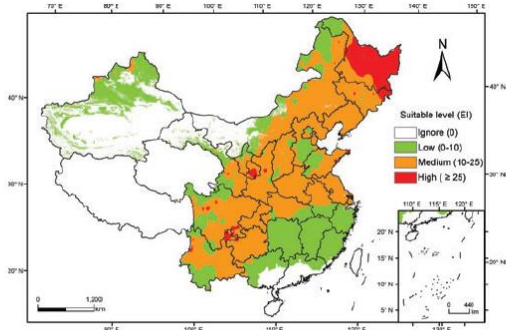 80°E 90°E 100°E 110°E 120°E 130°E 140°E 150°E
N
40°N
40°N
Suitable level (EI)
Ignore (0)
Low (0-10)
Medium (10-25)
High (≥ 25)
30°N
110°E 115°E 120°E
20°N
20°N
15°N
10°N
5°N
0 1,200
km
0 440
km
90°E 100°E 110°E 120°E